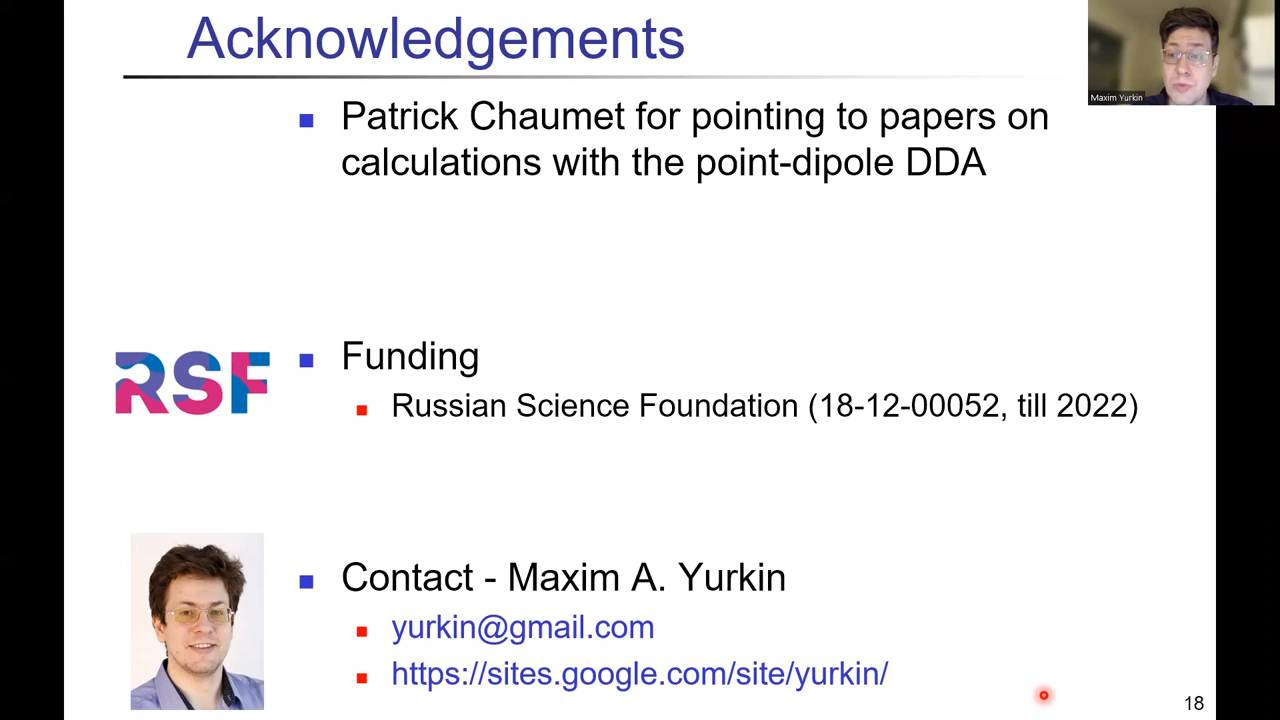 Acknowledgements
Maxim Yurkin
Patrick Chaumet for pointing to papers on
calculations with the point-dipole DDA
RSF
Funding
Russian Science Foundation (18-12-00052, till 2022)
Contact - Maxim A. Yurkin
yurkin@gmail.com
https://sites.google.com/site/yurkin/
18